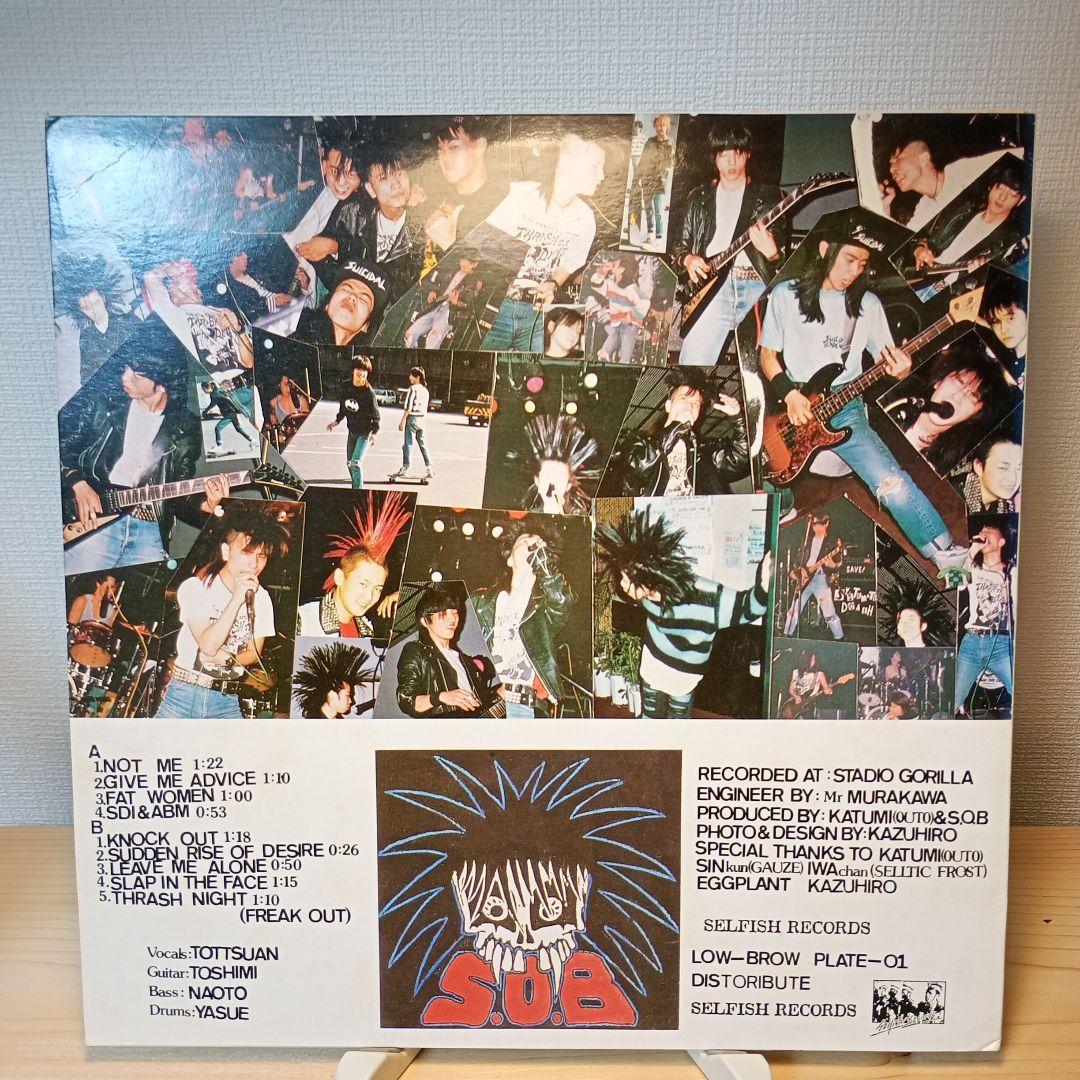 SUICIDAL
THRASH
SAVE!
A
1.NOT ME 1:22
2.GIVE ME ADVICE 1:10
3.FAT WOMEN 1:00
4.SDI&ABM 0:53
B
1.KNOCK OUT 1:18
2.SUDDEN RISE OF DESIRE 0:26
3.LEAVE ME ALONE 0:50
4.SLAP IN THE FACE 1:15
5.THRASH NIGHT 1:10
(FREAK OUT)
Vocals:TOTTSUAN
Guitar:TOSHIMI
Bass: NAOTO
Drums:YASUE
S.O.B
RECORDED AT : STADIO GORILLA
ENGINEER BY: Mr MURAKAWA
PRODUCED BY: KATUMI(OUTO)&S.O.B
PHOTO&DESIGN BY:KAZUHIRO
SPECIAL THANKS TO KATUMI(OUTO)
SINkun(GAUZE) IWAchan(SELLTIC FROST)
EGGPLANT KAZUHIRO
SELFISH RECORDS
LOW-BROW PLATE-01
DISTORIBUTE
SELFISH RECORDS